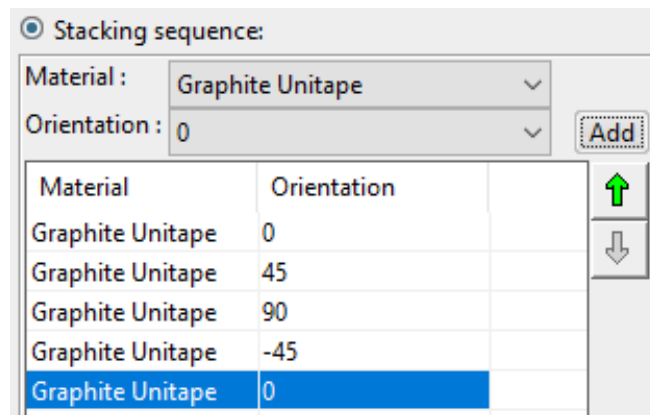 Stacking sequence:
Material : Graphite Unitape
Orientation : 0 Add
Material Orientation
Graphite Unitape 0
Graphite Unitape 45
Graphite Unitape 90
Graphite Unitape -45
Graphite Unitape 0